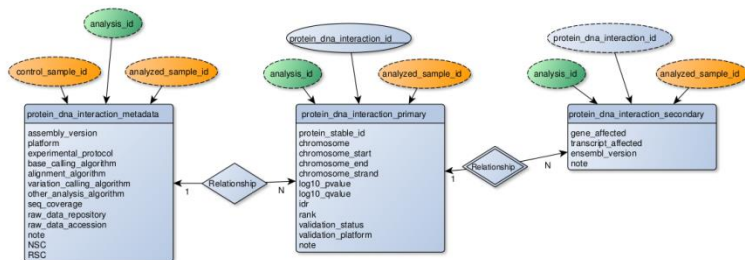 analysis_id
control_sample_id
analyzed_sample_id
protein_dna_interaction_metadata
assembly_version
platform
experimental_protocol
base_calling_algorithm
alignment_algorithm
variation_calling_algorithm
other_analysis_algorithm
seq_coverage
raw_data_repository
raw_data_accession
note
NSC
RSC
Relationship
1
N
protein_dna_interaction_id
analysis_id
analyzed_sample_id
protein_dna_interaction_primary
protein_stable_id
chromosome
chromosome_start
chromosome_end
chromosome_strand
log10_pvalue
log10_qvalue
idr
rank
validation_status
validation_platform
note
Relationship
1
N
protein_dna_interaction_id
analysis_id
analyzed_sample_id
protein_dna_interaction_secondary
gene_affected
transcript_affected
ensembl_version
note